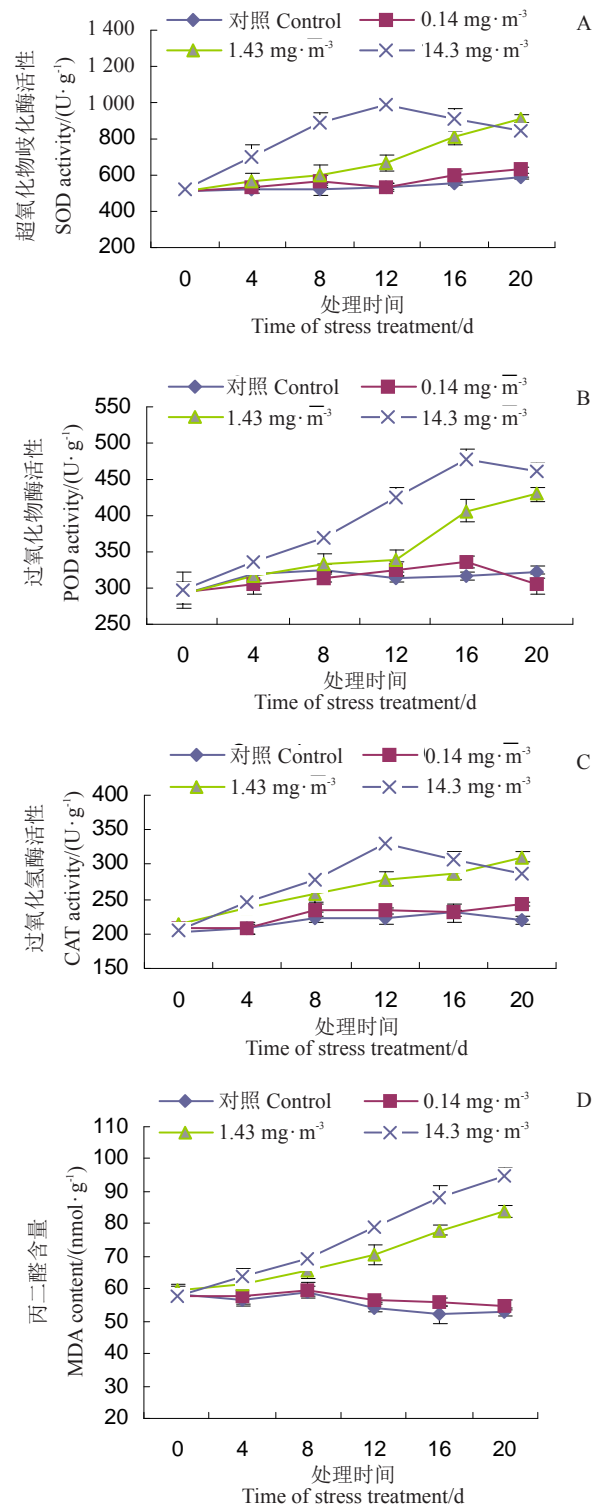 对照 Control 0.14 mg·m-3 A
1.43 mg·m-3 14.3 mg·m-3
超氧化物岐化酶活性
SOD activity/(U·g-1)
1 400
1 200
1 000
800
600
400
200
0 4 8 12 16 20
处理时间
Time of stress treatment/d
对照 Control 0.14 mg·m-3 B
1.43 mg·m-3 14.3 mg·m-3
过氧化物酶活性
POD activity/(U·g-1)
550
500
450
400
350
300
250
0 4 8 12 16 20
处理时间
Time of stress treatment/d
对照 Control 0.14 mg·m-3 C
1.43 mg·m-3 14.3 mg·m-3
过氧化氢酶活性
CAT activity/(U·g-1)
400
350
300
250
200
150
0 4 8 12 16 20
处理时间
Time of stress treatment/d
对照 Control 0.14 mg·m-3 D
1.43 mg·m-3 14.3 mg·m-3
丙二醛含量
MDA content/(nmol·g-1)
110
100
90
80
70
60
50
40
30
20
0 4 8 12 16 20
处理时间
Time of stress treatment/d